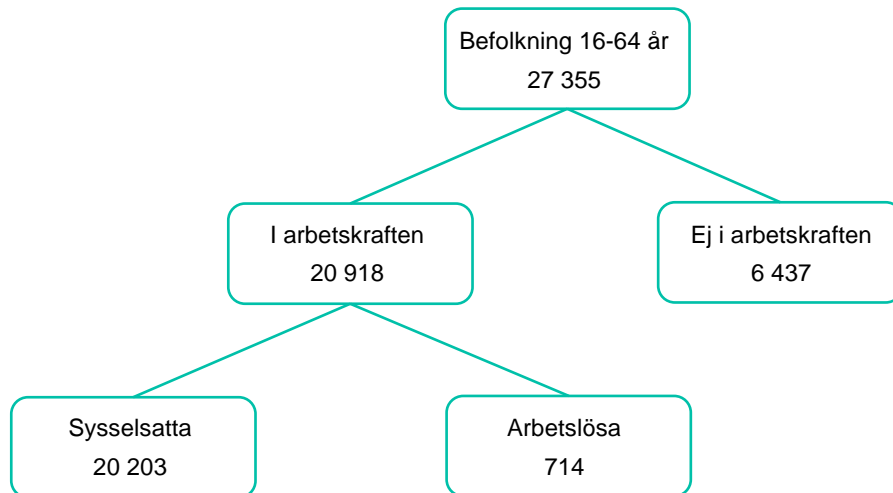 Befolkning 16-64 år
27 355
I arbetskraften
20 918
Ej i arbetskraften
6 437
Sysselsatta
20 203
Arbetslösa
714